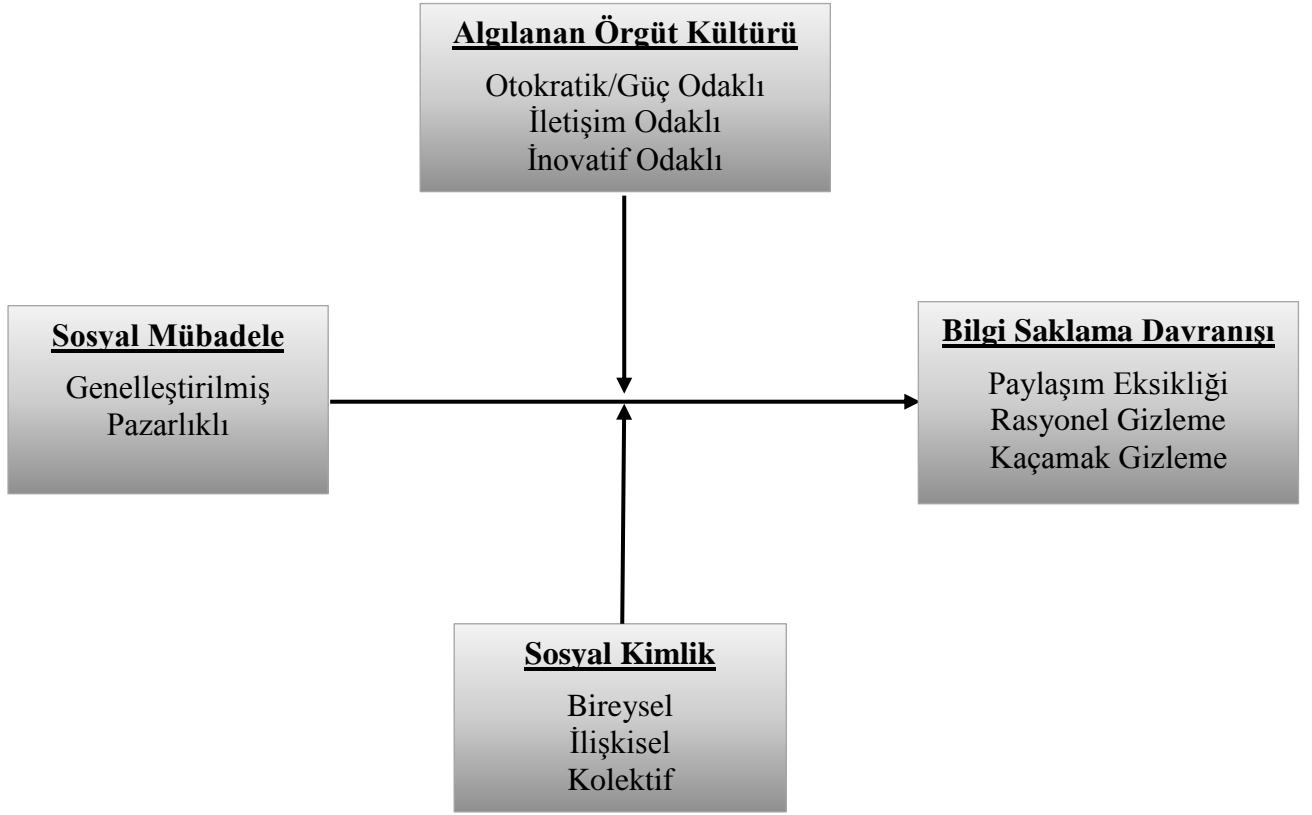 Algılanan Örgüt Kültürü
Otokratik/Güç Odaklı
İletişim Odaklı
İnovatif Odaklı
Sosyal Mübadele
Genelleştirilmiş
Pazarlıklı
Bilgi Saklama Davranışı
Paylaşım Eksikliği
Rasyonel Gizleme
Kaçamak Gizleme
Sosyal Kimlik
Bireysel
İlişkisel
Kolektif